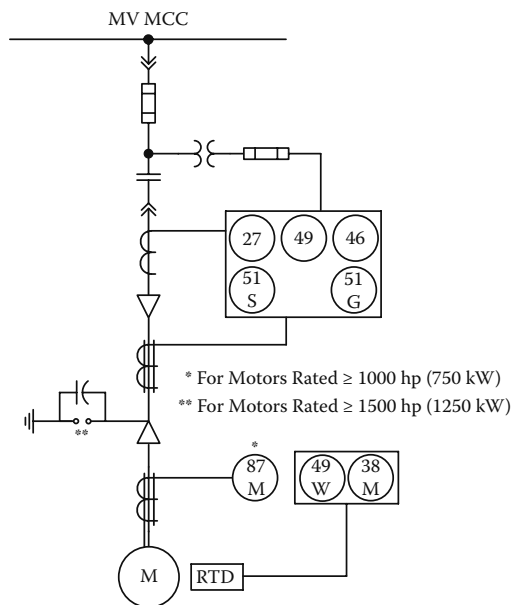 MV MCC
27
49
46
51
S
51
G
* For Motors Rated ≥ 1000 hp (750 kW)
** For Motors Rated ≥ 1500 hp (1250 kW)
**
*
87
M
49
W
38
M
M
RTD